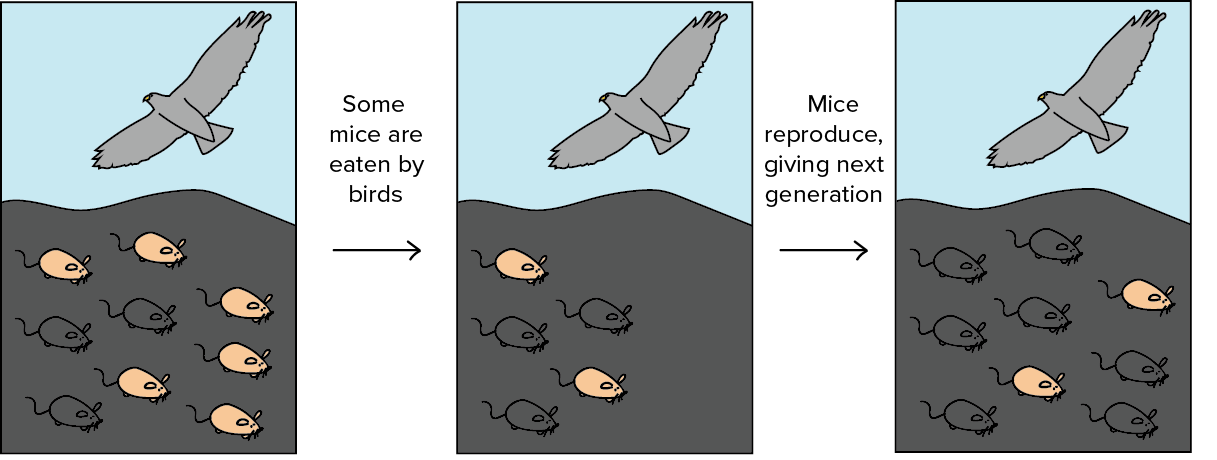 Some
mice are
eaten by
birds
Mice
reproduce,
giving next
generation